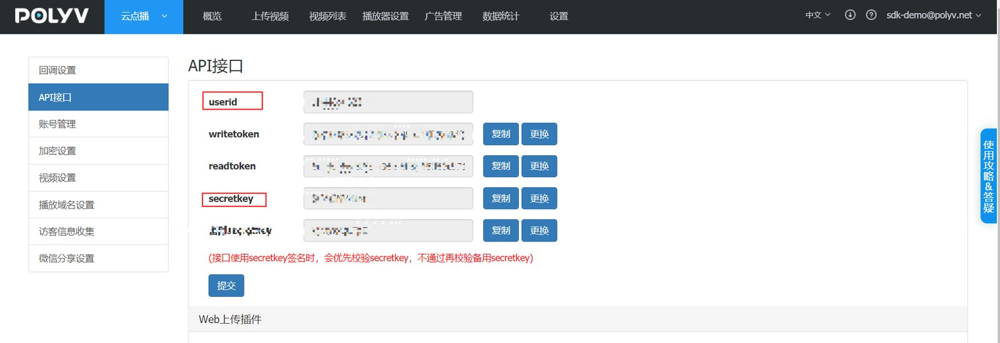 POLYV 云点播 概览 上传视频 视频列表 播放器设置 广告管理 数据统计 设置 中文 sdk-demo@polyv.net
回调设置
API接口
账号管理
加密设置
视频设置
播放域名设置
访客信息收集
微信分享设置
API接口
userid
writetoken 复制 更换
readtoken 复制 更换
secretkey 复制 更换
复制 更换
(接口使用secretkey签名时，会优先校验secretkey，不通过再校验备用secretkey)
提交
Web上传插件
使用攻略&答疑